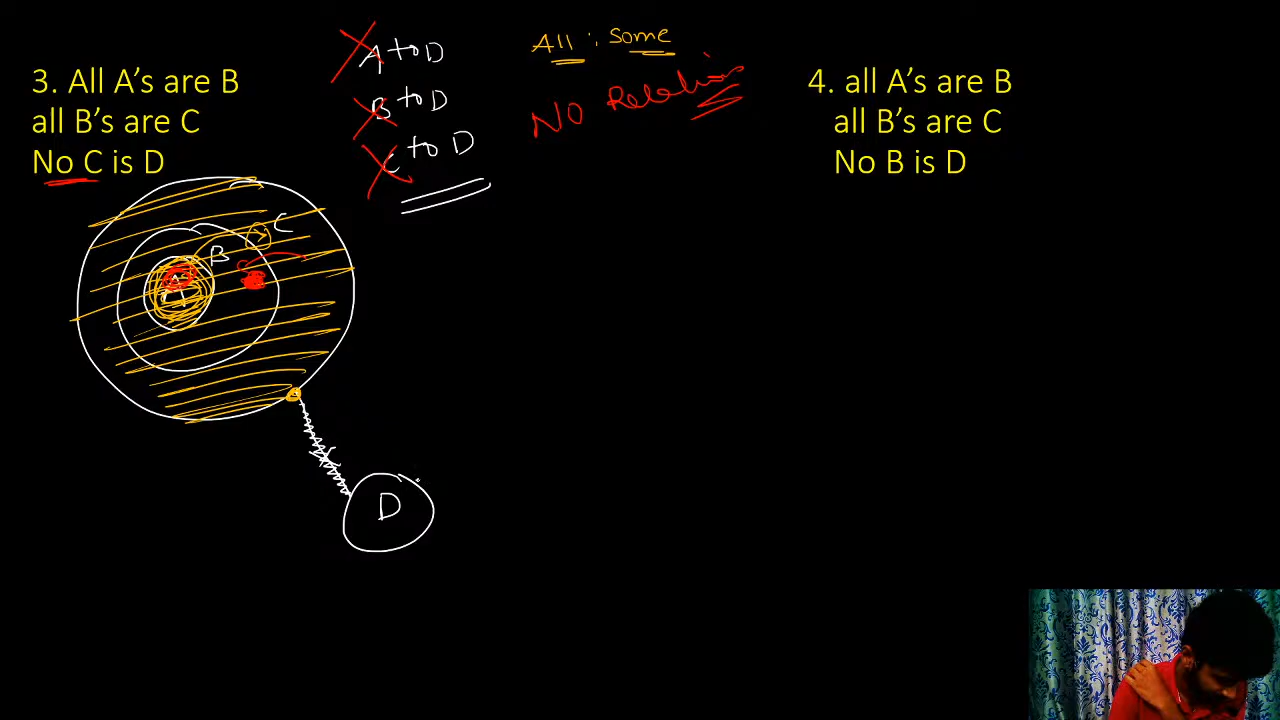 3. All A's are B
all B's are C
No C is D
A to D
B to D
C to D
All : Some
NO Relation
4. all A's are B
all B's are C
No B is D
C
B
A
D